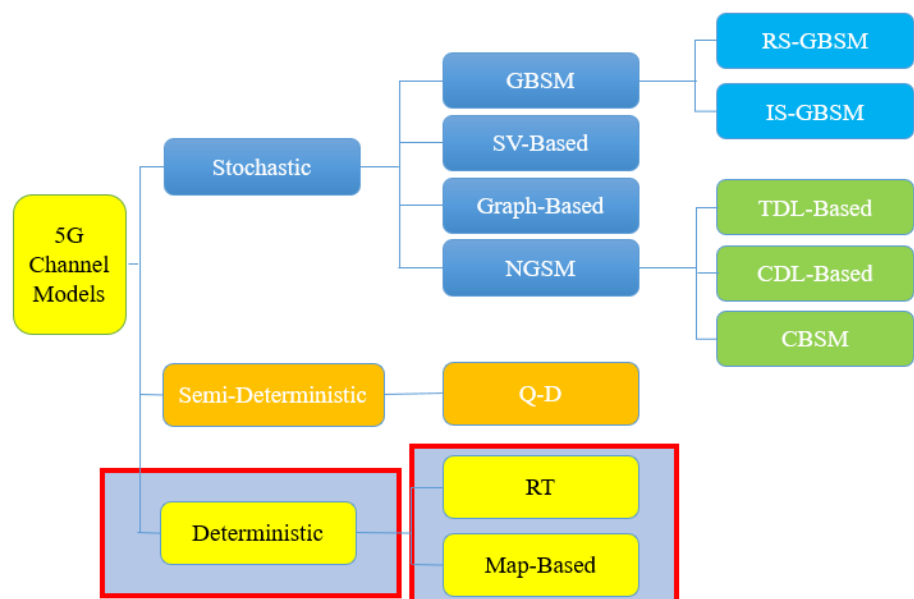 5G
Channel
Models
Stochastic
GBSM
RS-GBSM
IS-GBSM
SV-Based
Graph-Based
NGSM
TDL-Based
CDL-Based
CBSM
Semi-Deterministic
Q-D
Deterministic
RT
Map-Based